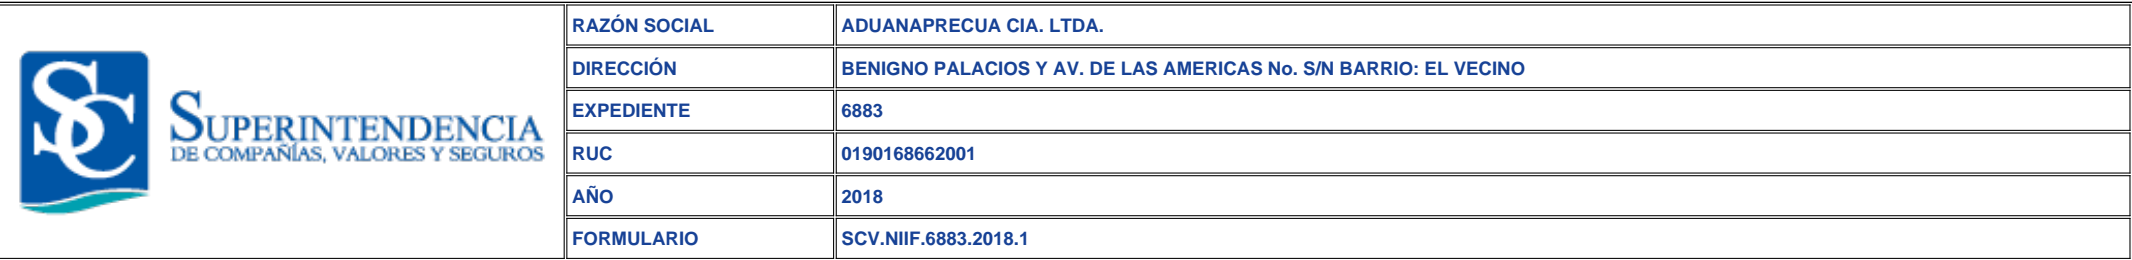 SC
SUPERINTENDENCIA
DE COMPAÑÍAS, VALORES Y SEGUROS
RAZÓN SOCIAL ADUANAPRECUA CIA. LTDA.
DIRECCIÓN BENIGNO PALACIOS Y AV. DE LAS AMERICAS No. S/N BARRIO: EL VECINO
EXPEDIENTE 6883
RUC 0190168662001
AÑO 2018
FORMULARIO SCV.NIIF.6883.2018.1